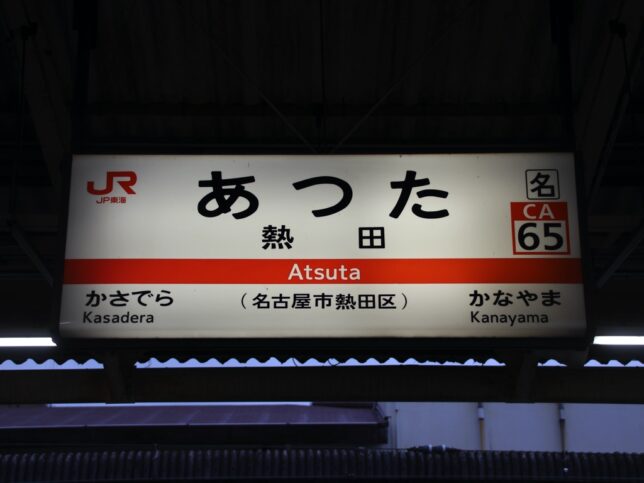 JR
JR東海
あつた
名
熱田
CA
65
Atsuta
かさでら
Kasadera
(名古屋市熱田区)
かなやま
Kanayama